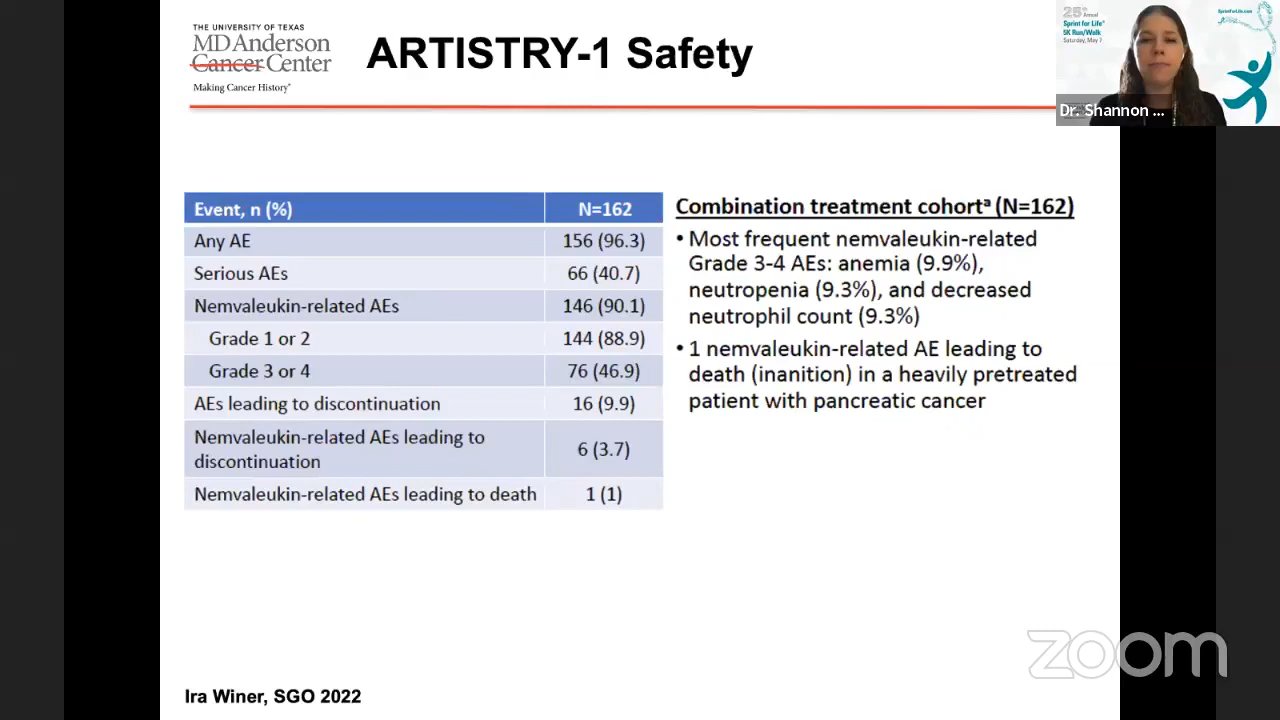 THE UNIVERSITY OF TEXAS
MD Anderson
Cancer Center
Making Cancer History®
ARTISTRY-1 Safety
25th Annual
Sprint for Life®
5K Run/Walk
Saturday, May 7
SprintForLife.com
Dr. Shannon ...
Event, n (%) N=162
Any AE 156 (96.3)
Serious AEs 66 (40.7)
Nemvaleukin-related AEs 146 (90.1)
Grade 1 or 2 144 (88.9)
Grade 3 or 4 76 (46.9)
AEs leading to discontinuation 16 (9.9)
Nemvaleukin-related AEs leading to
discontinuation 6 (3.7)
Nemvaleukin-related AEs leading to death 1 (1)
Combination treatment cohortᵃ (N=162)
• Most frequent nemvaleukin-related
Grade 3-4 AEs: anemia (9.9%),
neutropenia (9.3%), and decreased
neutrophil count (9.3%)
• 1 nemvaleukin-related AE leading to
death (inanition) in a heavily pretreated
patient with pancreatic cancer
zoom
Ira Winer, SGO 2022